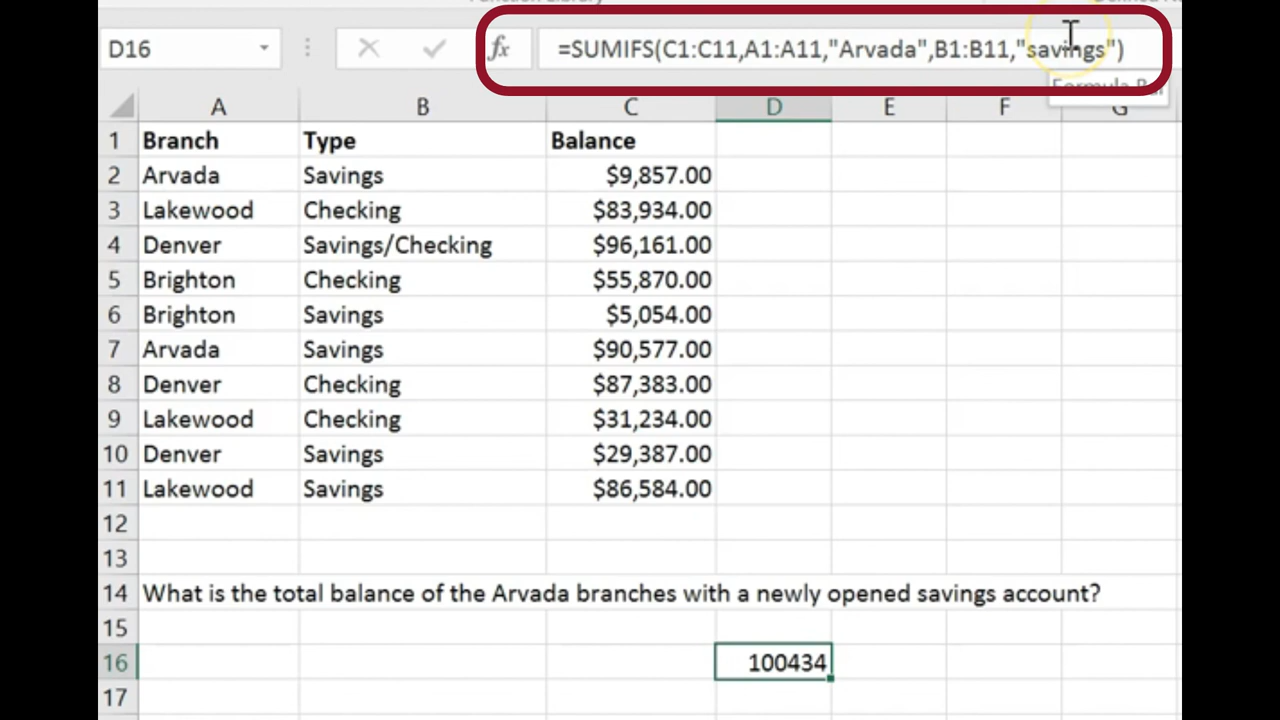 D16 fx =SUMIFS(C1:C11,A1:A11,"Arvada",B1:B11,"savings")
A B C D E F G
1 Branch Type Balance
2 Arvada Savings $9,857.00
3 Lakewood Checking $83,934.00
4 Denver Savings/Checking $96,161.00
5 Brighton Checking $55,870.00
6 Brighton Savings $5,054.00
7 Arvada Savings $90,577.00
8 Denver Checking $87,383.00
9 Lakewood Checking $31,234.00
10 Denver Savings $29,387.00
11 Lakewood Savings $86,584.00
12
13
14 What is the total balance of the Arvada branches with a newly opened savings account?
15
16 100434
17